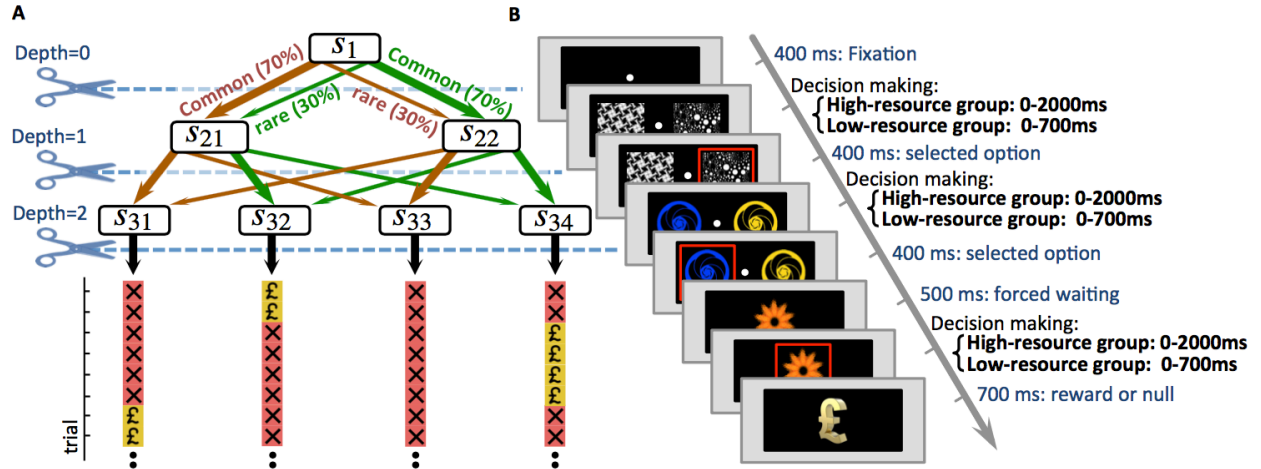 A
Depth=0
Depth=1
Depth=2
s1
Common (70%)
Common (70%)
rare (30%)
rare (30%)
s21
s22
s31
s32
s33
s34
X £ X X
X £ X X
X X X £
X X X £
X X X £
X X X £
£ X X X
£ X X X
trial
B
400 ms: Fixation
Decision making:
High-resource group: 0-2000ms
Low-resource group: 0-700ms
400 ms: selected option
Decision making:
High-resource group: 0-2000ms
Low-resource group: 0-700ms
400 ms: selected option
500 ms: forced waiting
Decision making:
High-resource group: 0-2000ms
Low-resource group: 0-700ms
700 ms: reward or null
£